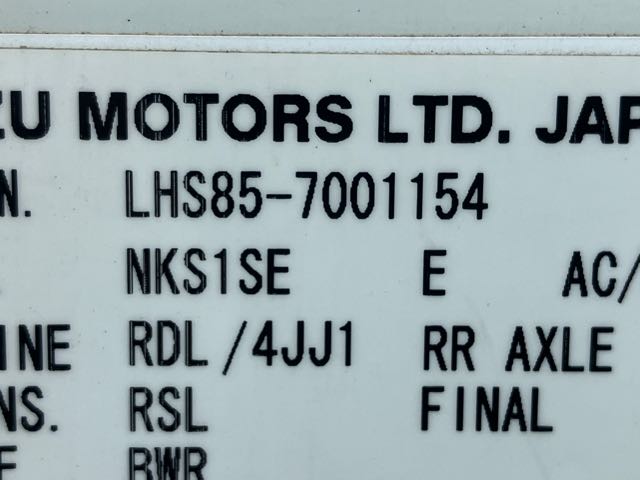 ZU MOTORS LTD. JAP
N. LHS85-7001154
NKS1SE E AC/
INE RDL/4JJ1 RR AXLE
NS. RSL FINAL
BWR